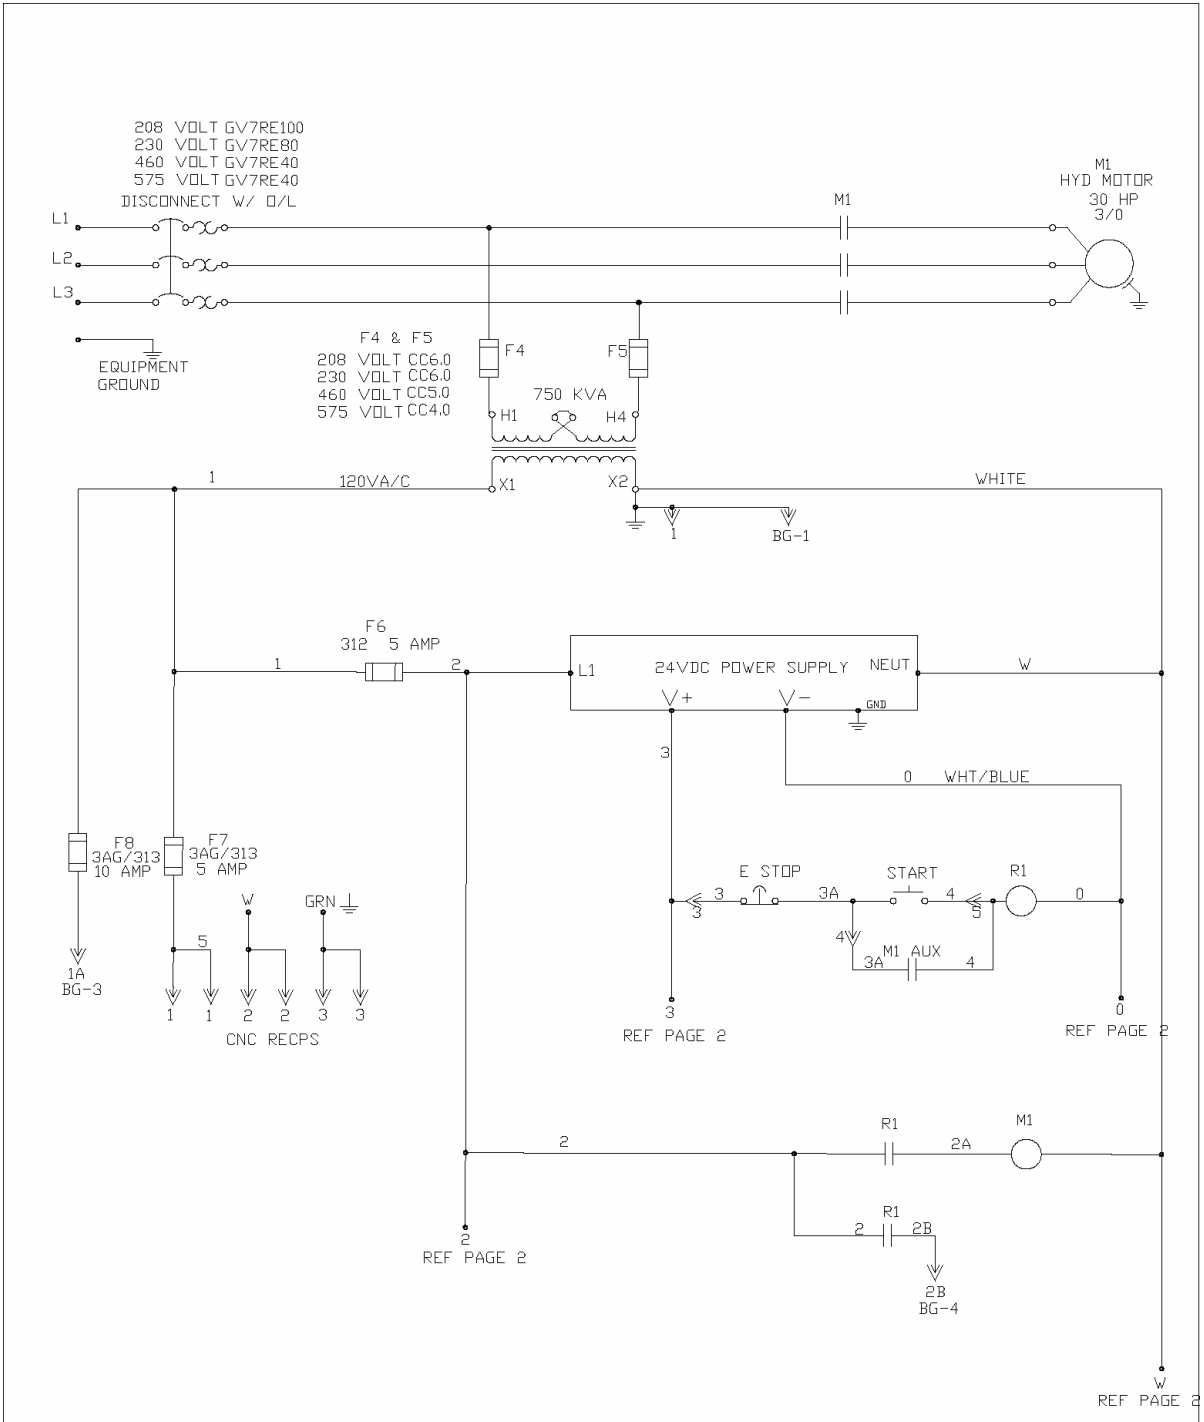 208 VOLT GV7RE100
230 VOLT GV7RE80
460 VOLT GV7RE40
575 VOLT GV7RE40
DISCONNECT W/ O/L
M1
HYD MOTOR
30 HP
3/0
M1
L1
L2
L3
EQUIPMENT
GROUND
F4 & F5
208 VOLT CC6.0
230 VOLT CC6.0
460 VOLT CC5.0
575 VOLT CC4.0
F4
F5
750 KVA
H1
H4
1
120VA/C
X1
X2
WHITE
1
BG-1
F6
312 5 AMP
1
2
L1
24VDC POWER SUPPLY
NEUT
W
V+
V-
GND
3
0
WHT/BLUE
F8
3AG/313
10 AMP
F7
3AG/313
5 AMP
E STOP
START
R1
3
3
3A
4
5
0
4
M1 AUX
3A
4
W
GRN
5
1A
BG-3
1
1
2
2
3
3
CNC RECPS
3
REF PAGE 2
0
REF PAGE 2
2
R1
2A
M1
R1
2
2B
2
REF PAGE 2
2B
BG-4
W
REF PAGE 2